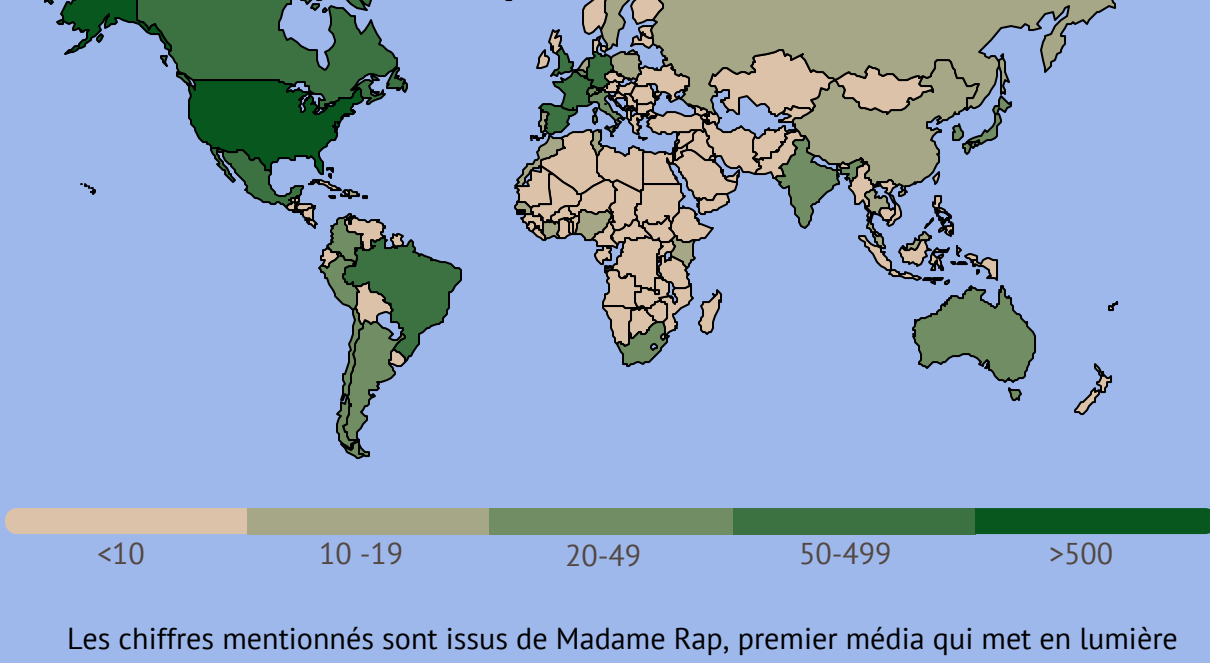 <10 10 -19 20-49 50-499 >500
Les chiffres mentionnés sont issus de Madame Rap, premier média qui met en lumière